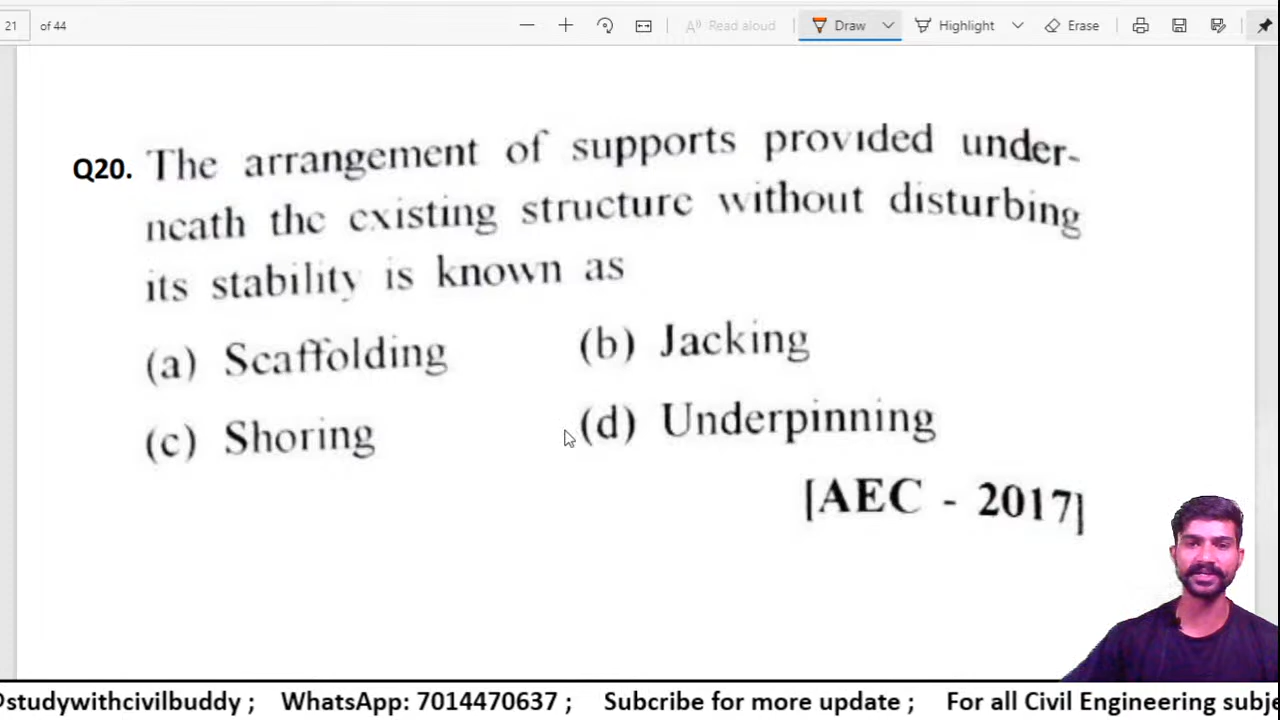 21 of 44 Read aloud Draw Highlight Erase
Q20. The arrangement of supports provided under-
neath the existing structure without disturbing
its stability is known as
(a) Scaffolding (b) Jacking
(c) Shoring (d) Underpinning
[AEC - 2017]
studywithcivilbuddy ; WhatsApp: 7014470637 ; Subcribe for more update ; For all Civil Engineering subje